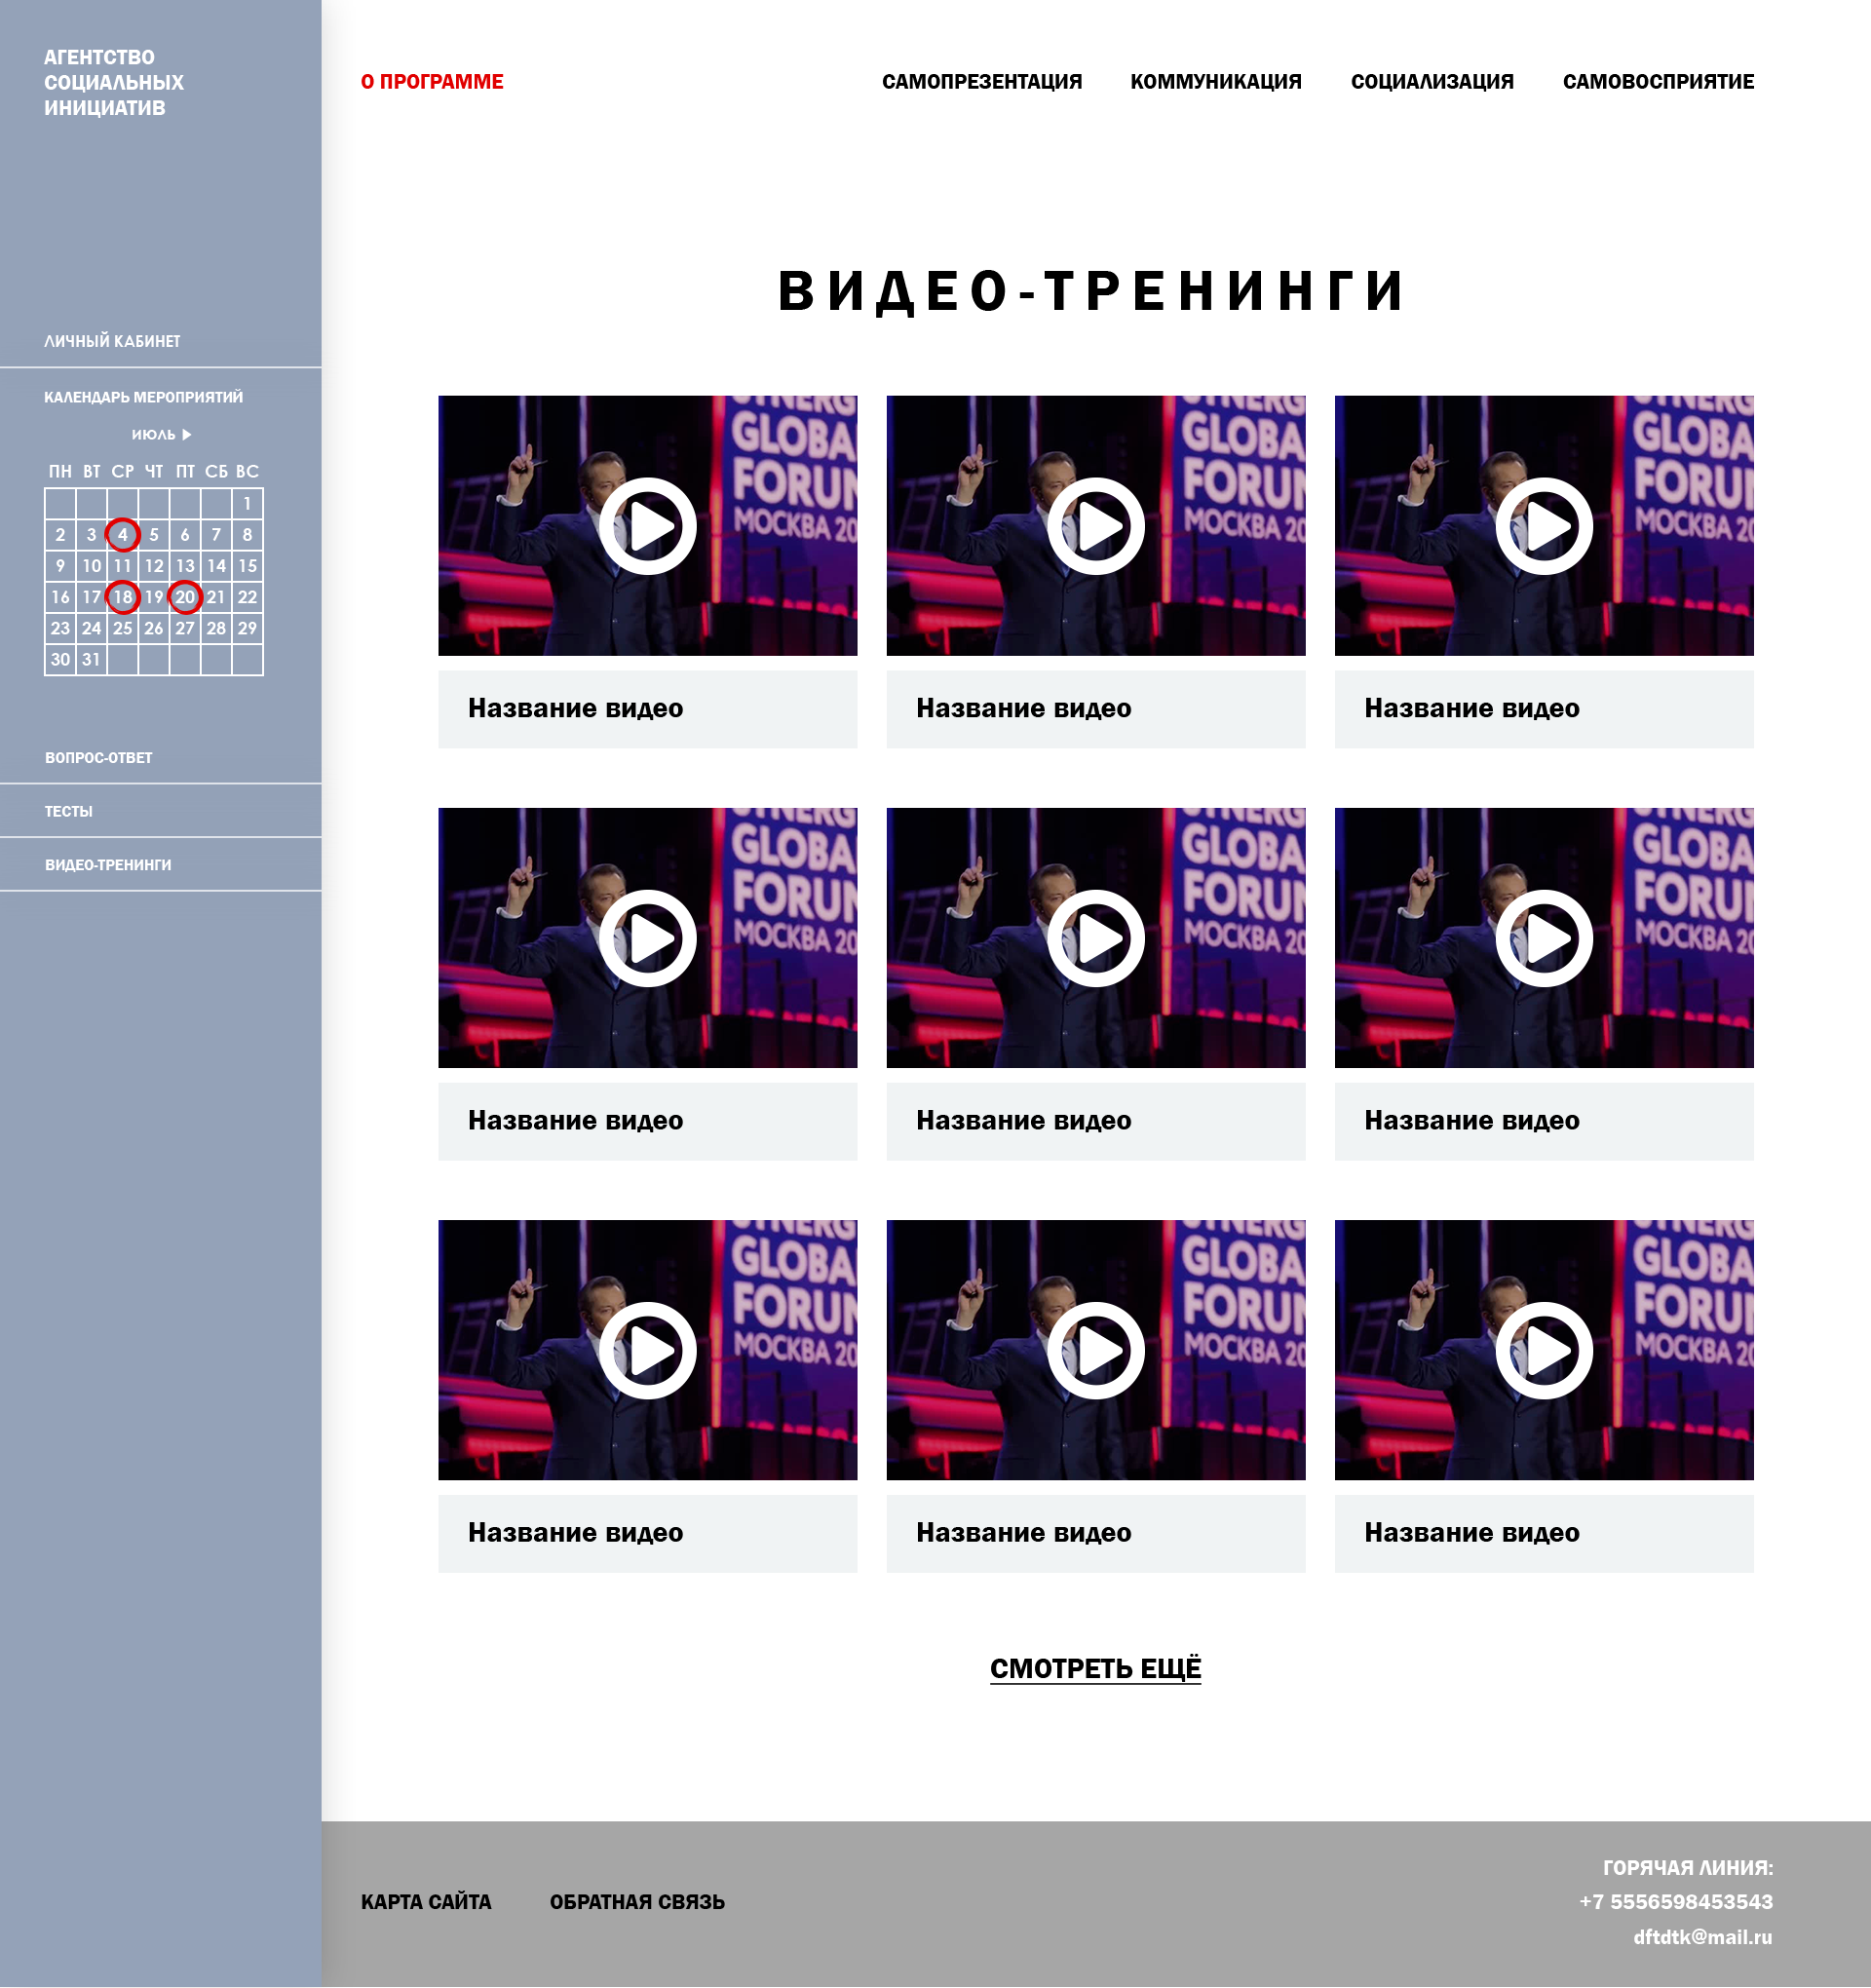 АГЕНТСТВО
СОЦИАЛЬНЫХ
ИНИЦИАТИВ
О ПРОГРАММЕ
САМОПРЕЗЕНТАЦИЯ
КОММУНИКАЦИЯ
СОЦИАЛИЗАЦИЯ
САМОВОСПРИЯТИЕ
ЛИЧНЫЙ КАБИНЕТ
КАЛЕНДАРЬ МЕРОПРИЯТИЙ
ИЮЛЬ
ПН ВТ СР ЧТ ПТ СБ ВС
1
2 3 4 5 6 7 8
9 10 11 12 13 14 15
16 17 18 19 20 21 22
23 24 25 26 27 28 29
30 31
ВОПРОС-ОТВЕТ
ТЕСТЫ
ВИДЕО-ТРЕНИНГИ
ВИДЕО-ТРЕНИНГИ
GLOBA
FORUM
МОСКВА 20
GLOBA
FORUM
МОСКВА 20
GLOBA
FORUM
МОСКВА 20
Название видео
Название видео
Название видео
GLOBA
FORUM
МОСКВА 20
GLOBA
FORUM
МОСКВА 20
GLOBA
FORUM
МОСКВА 20
Название видео
Название видео
Название видео
GLOBA
FORUM
МОСКВА 20
GLOBA
FORUM
МОСКВА 20
GLOBA
FORUM
МОСКВА 20
Название видео
Название видео
Название видео
СМОТРЕТЬ ЕЩЁ
КАРТА САЙТА
ОБРАТНАЯ СВЯЗЬ
ГОРЯЧАЯ ЛИНИЯ:
+7 5556598453543
dftdtk@mail.ru